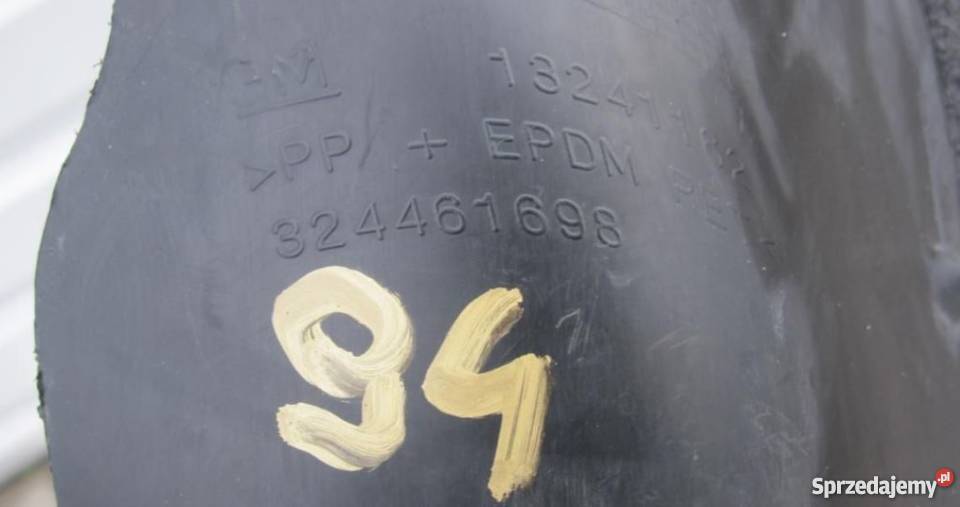 GM
>PP + EPDM
324461698
94
Sprzedajemy.pl